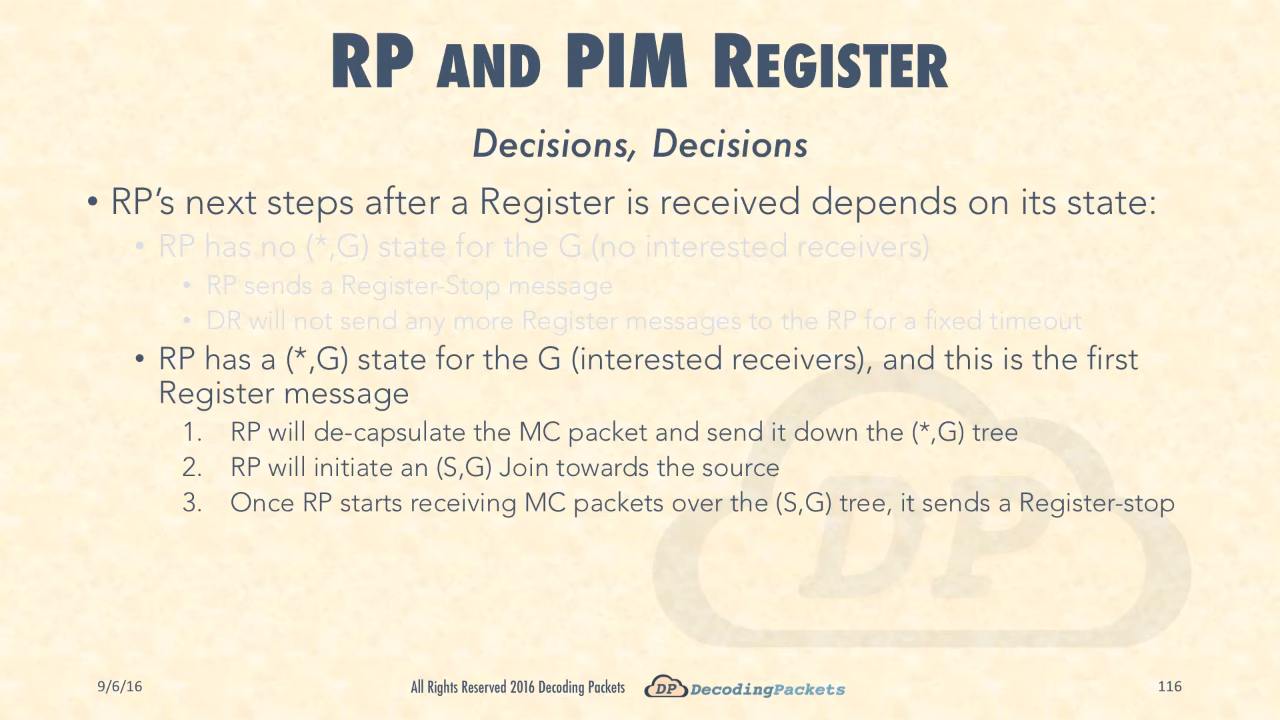 RP AND PIM REGISTER
Decisions, Decisions
• RP’s next steps after a Register is received depends on its state:
• RP has no (*,G) state for the G (no interested receivers)
• RP sends a Register-Stop message
• DR will not send any more Register messages to the RP for a fixed timeout
• RP has a (*,G) state for the G (interested receivers), and this is the first
Register message
1. RP will de-capsulate the MC packet and send it down the (*,G) tree
2. RP will initiate an (S,G) Join towards the source
3. Once RP starts receiving MC packets over the (S,G) tree, it sends a Register-stop
DP
9/6/16
All Rights Reserved 2016 Decoding Packets
DP DecodingPackets
116